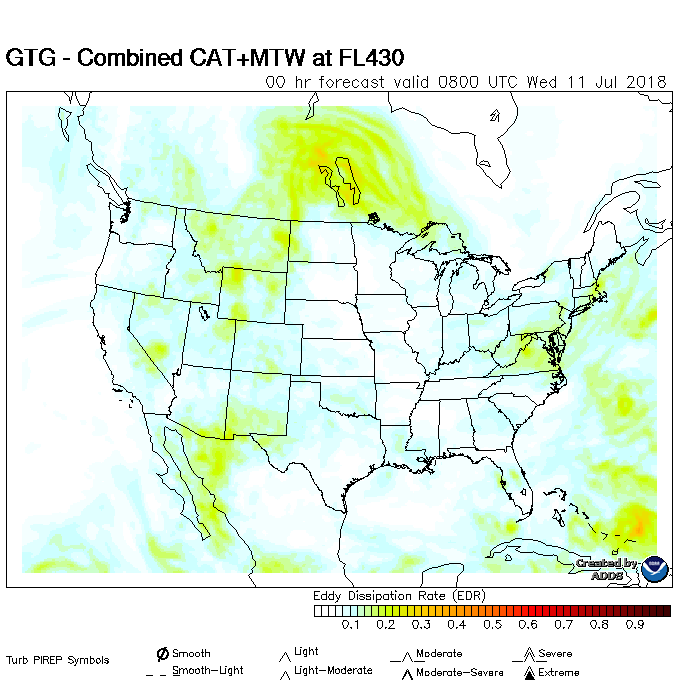 GTG - Combined CAT+MTW at FL430
00 hr forecast valid 0800 UTC Wed 11 Jul 2018
Created by
ADDS
Eddy Dissipation Rate (EDR)
0.1 0.2 0.3 0.4 0.5 0.6 0.7 0.8 0.9
Turb PIREP Symbols
Smooth Light Moderate Severe
Smooth-Light Light-Moderate Moderate-Severe Extreme